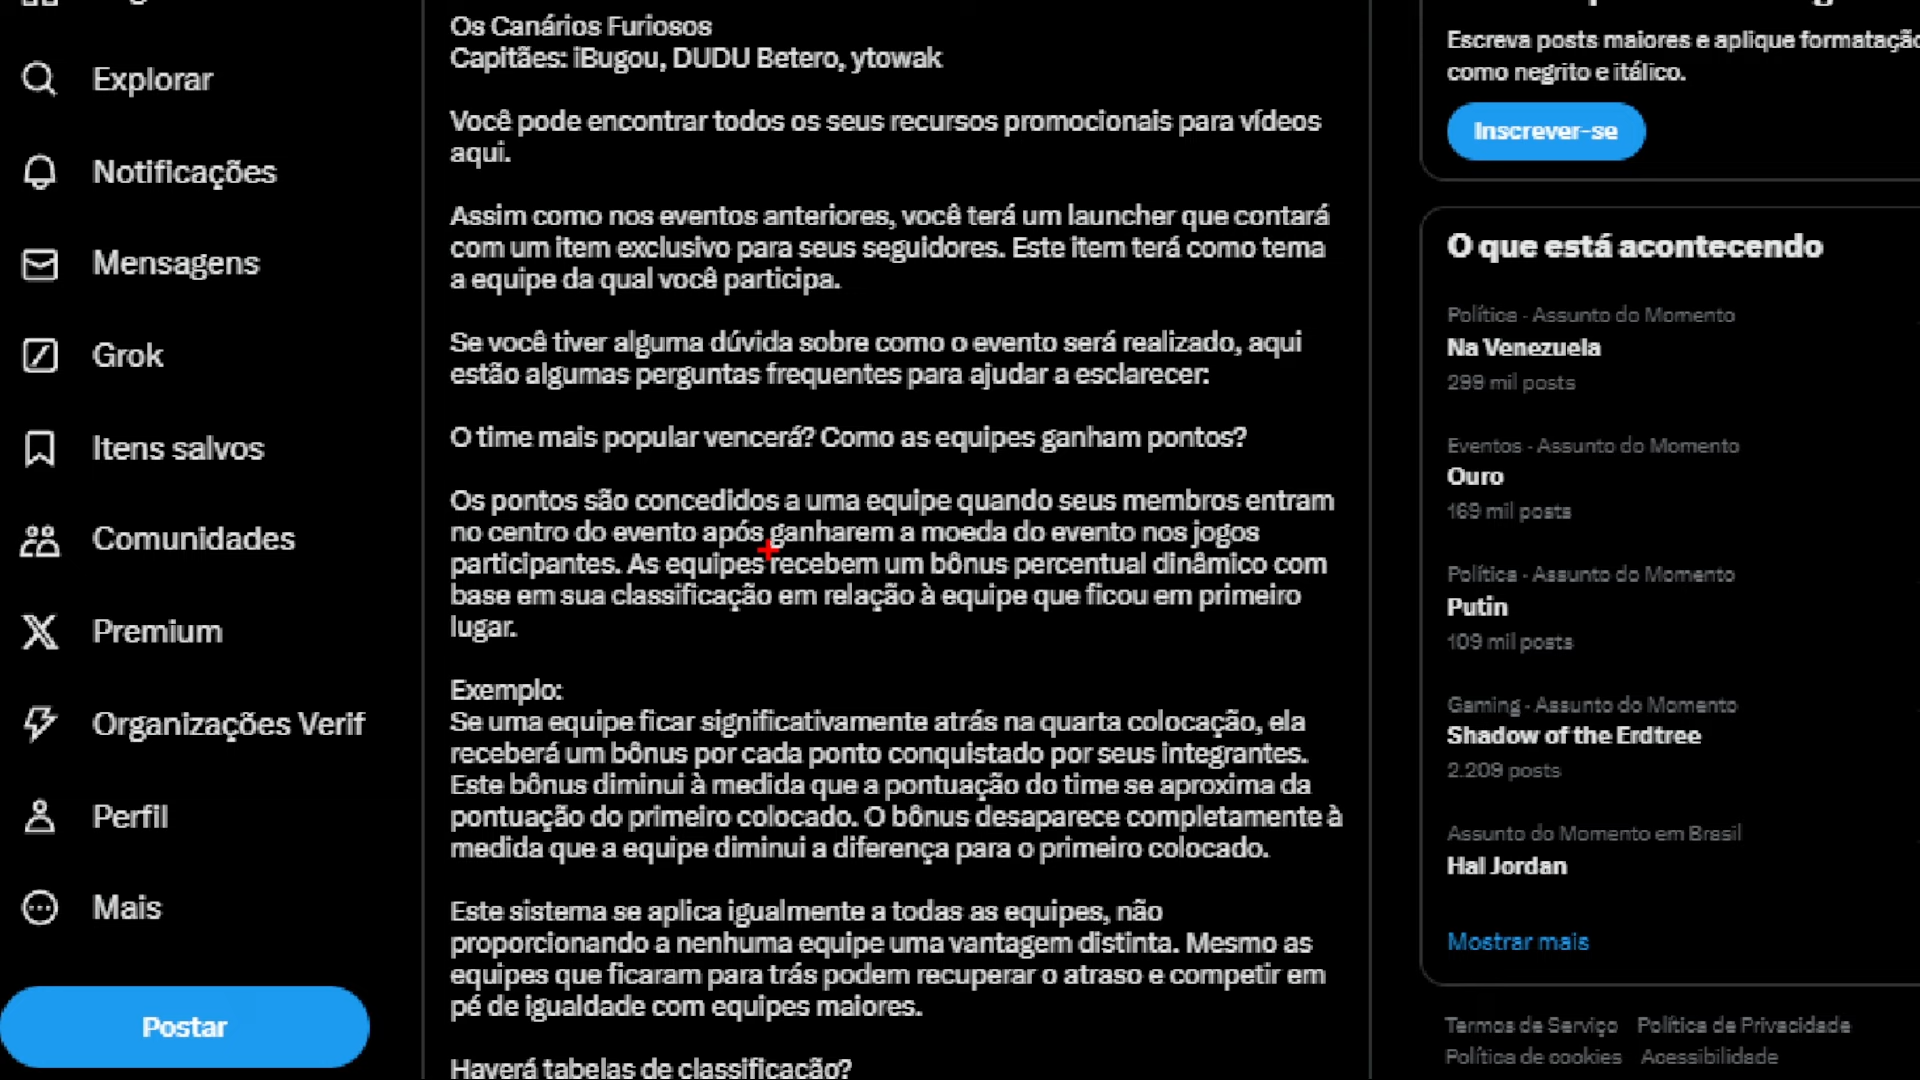 Explorar
Notificações
Mensagens
Grok
Itens salvos
Comunidades
Premium
Organizações Verif
Perfil
Mais
Postar
Os Canários Furiosos
Capitães: iBugou, DUDU Betero, ytowak
Você pode encontrar todos os seus recursos promocionais para vídeos
aqui.
Assim como nos eventos anteriores, você terá um launcher que contará
com um item exclusivo para seus seguidores. Este item terá como tema
a equipe da qual você participa.
Se você tiver alguma dúvida sobre como o evento será realizado, aqui
estão algumas perguntas frequentes para ajudar a esclarecer:
O time mais popular vencerá? Como as equipes ganham pontos?
Os pontos são concedidos a uma equipe quando seus membros entram
no centro do evento após ganharem a moeda do evento nos jogos
participantes. As equipes recebem um bônus percentual dinâmico com
base em sua classificação em relação à equipe que ficou em primeiro
lugar.
Exemplo:
Se uma equipe ficar significativamente atrás na quarta colocação, ela
receberá um bônus por cada ponto conquistado por seus integrantes.
Este bônus diminui à medida que a pontuação do time se aproxima da
pontuação do primeiro colocado. O bônus desaparece completamente à
medida que a equipe diminui a diferença para o primeiro colocado.
Este sistema se aplica igualmente a todas as equipes, não
proporcionando a nenhuma equipe uma vantagem distinta. Mesmo as
equipes que ficaram para trás podem recuperar o atraso e competir em
pé de igualdade com equipes maiores.
Haverá tabelas de classificação?
Escreva posts maiores e aplique formatação
como negrito e itálico.
Inscrever-se
O que está acontecendo
Política · Assunto do Momento
Na Venezuela
299 mil posts
Eventos · Assunto do Momento
Ouro
169 mil posts
Política · Assunto do Momento
Putin
109 mil posts
Gaming · Assunto do Momento
Shadow of the Erdtree
2.209 posts
Assunto do Momento em Brasil
Hal Jordan
Mostrar mais
Termos de Serviço Política de Privacidade
Política de cookies Acessibilidade